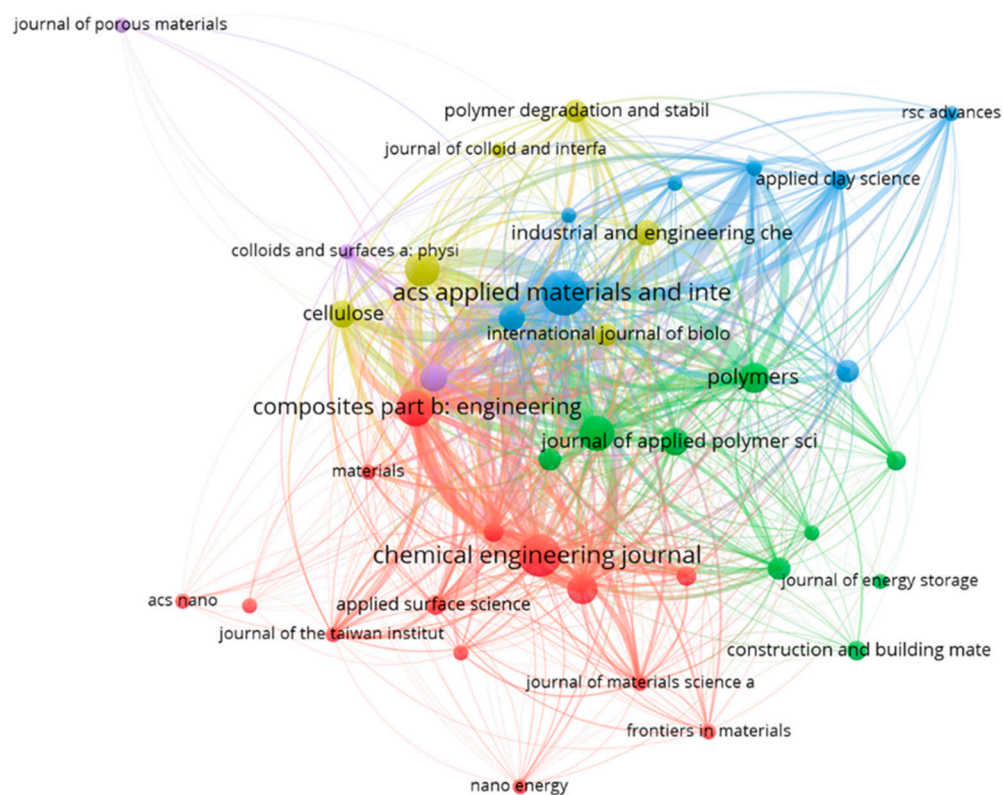 journal of porous materials
polymer degradation and stabil
rsc advances
journal of colloid and interfa
applied clay science
industrial and engineering che
colloids and surfaces a: physi
acs applied materials and inte
cellulose
international journal of biolo
polymers
composites part b: engineering
journal of applied polymer sci
materials
chemical engineering journal
journal of energy storage
acs nano
applied surface science
journal of the taiwan institut
construction and building mate
journal of materials science a
frontiers in materials
nano energy